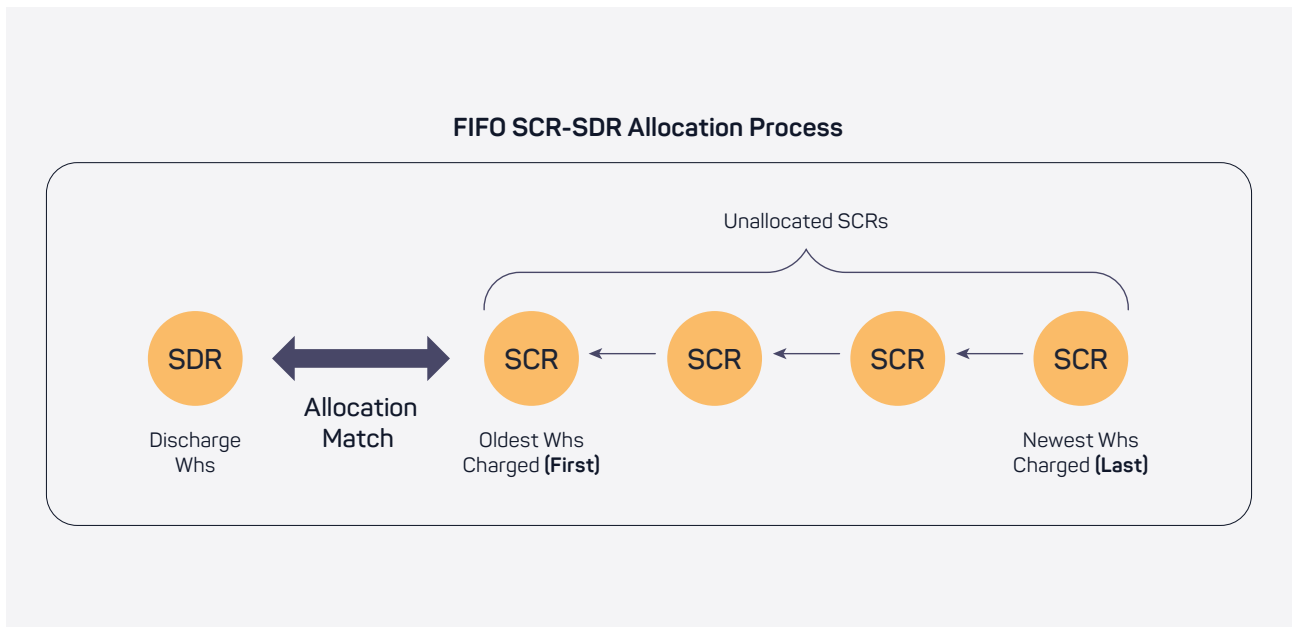 FIFO SCR-SDR Allocation Process
Unallocated SCRs
SDR
SCR
SCR
SCR
SCR
Allocation
Match
Discharge
Whs
Oldest Whs
Charged (First)
Newest Whs
Charged (Last)